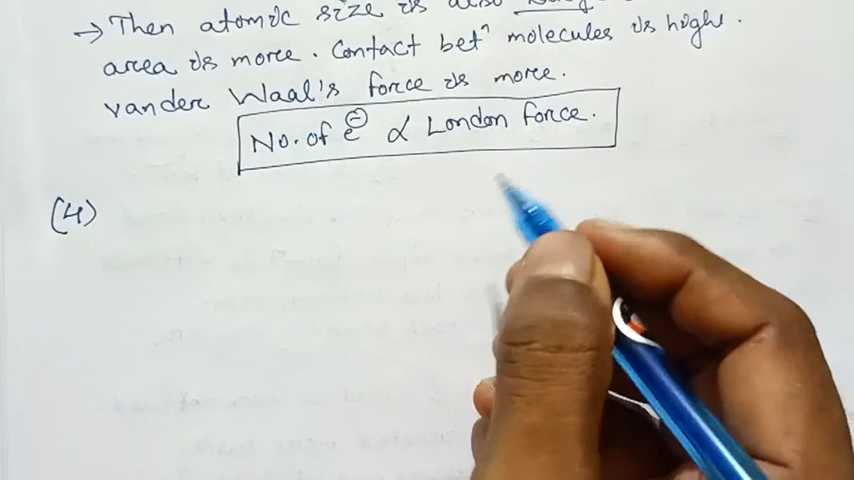 → Then atomic size is also
area is more. Contact betⁿ molecules is high.
vander Waal's force is more.
No. of e⊖ ∝ London force.
(4)